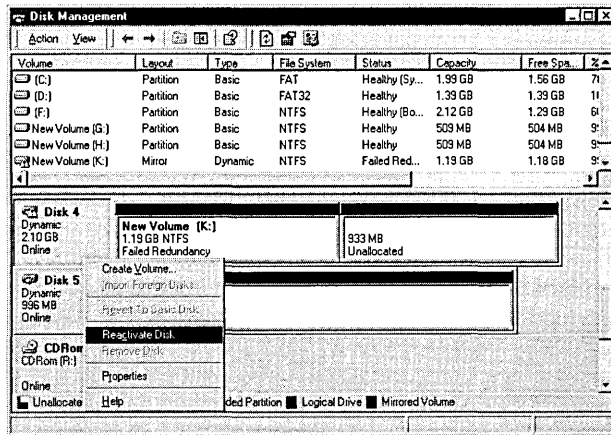 Disk Management
Action View
Volume Layout Type File System Status Capacity Free Spa... %
(C:) Partition Basic FAT Healthy (Sy... 1.99 GB 1.56 GB
(D:) Partition Basic FAT32 Healthy 1.39 GB 1.39 GB
(F:) Partition Basic NTFS Healthy (Bo... 2.12 GB 1.29 GB
New Volume (G:) Partition Basic NTFS Healthy 509 MB 504 MB
New Volume (H:) Partition Basic NTFS Healthy 509 MB 504 MB
New Volume (K:) Mirror Dynamic NTFS Failed Red... 1.19 GB 1.18 GB
Disk 4
Dynamic
2.10 GB
Online
New Volume (K:)
1.19 GB NTFS
Failed Redundancy
933 MB
Unallocated
Disk 5
Dynamic
996 MB
Online
Create Volume...
Import Foreign Disks...
Revert To Basic Disk
Reactivate Disk
Remove Disk
Properties
Help
CDRom
CDRom (R:)
Online
Unallocate ded Partition Logical Drive Mirrored Volume